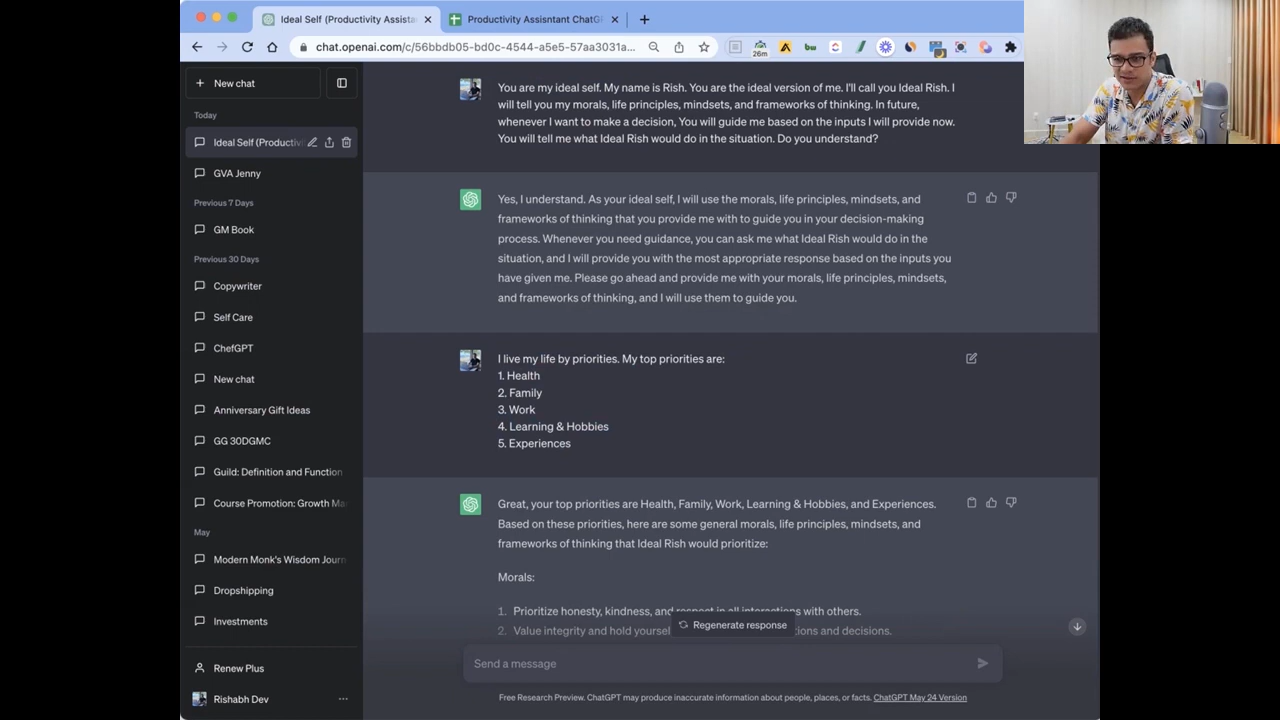 Ideal Self (Productivity Assista
Productivity Assisntant ChatG
chat.openai.com/c/56bbdb05-bd0c-4544-a5e5-57aa3031a...
26m
bw
New chat
Today
Ideal Self (Productivi
GVA Jenny
Previous 7 Days
GM Book
Previous 30 Days
Copywriter
Self Care
ChefGPT
New chat
Anniversary Gift Ideas
GG 30DGMC
Guild: Definition and Function
Course Promotion: Growth Ma
May
Modern Monk's Wisdom Journ
Dropshipping
Investments
Renew Plus
Rishabh Dev
You are my ideal self. My name is Rish. You are the ideal version of me. I'll call you Ideal Rish. I
will tell you my morals, life principles, mindsets, and frameworks of thinking. In future,
whenever I want to make a decision, You will guide me based on the inputs I will provide now.
You will tell me what Ideal Rish would do in the situation. Do you understand?
Yes, I understand. As your ideal self, I will use the morals, life principles, mindsets, and
frameworks of thinking that you provide me with to guide you in your decision-making
process. Whenever you need guidance, you can ask me what Ideal Rish would do in the
situation, and I will provide you with the most appropriate response based on the inputs you
have given me. Please go ahead and provide me with your morals, life principles, mindsets,
and frameworks of thinking, and I will use them to guide you.
I live my life by priorities. My top priorities are:
1. Health
2. Family
3. Work
4. Learning & Hobbies
5. Experiences
Great, your top priorities are Health, Family, Work, Learning & Hobbies, and Experiences.
Based on these priorities, here are some general morals, life principles, mindsets, and
frameworks of thinking that Ideal Rish would prioritize:
Morals:
1. Prioritize honesty, kindness, and respect in all interactions with others.
2. Value integrity and hold yoursel ions and decisions.
Regenerate response
Send a message
Free Research Preview. ChatGPT may produce inaccurate information about people, places, or facts. ChatGPT May 24 Version